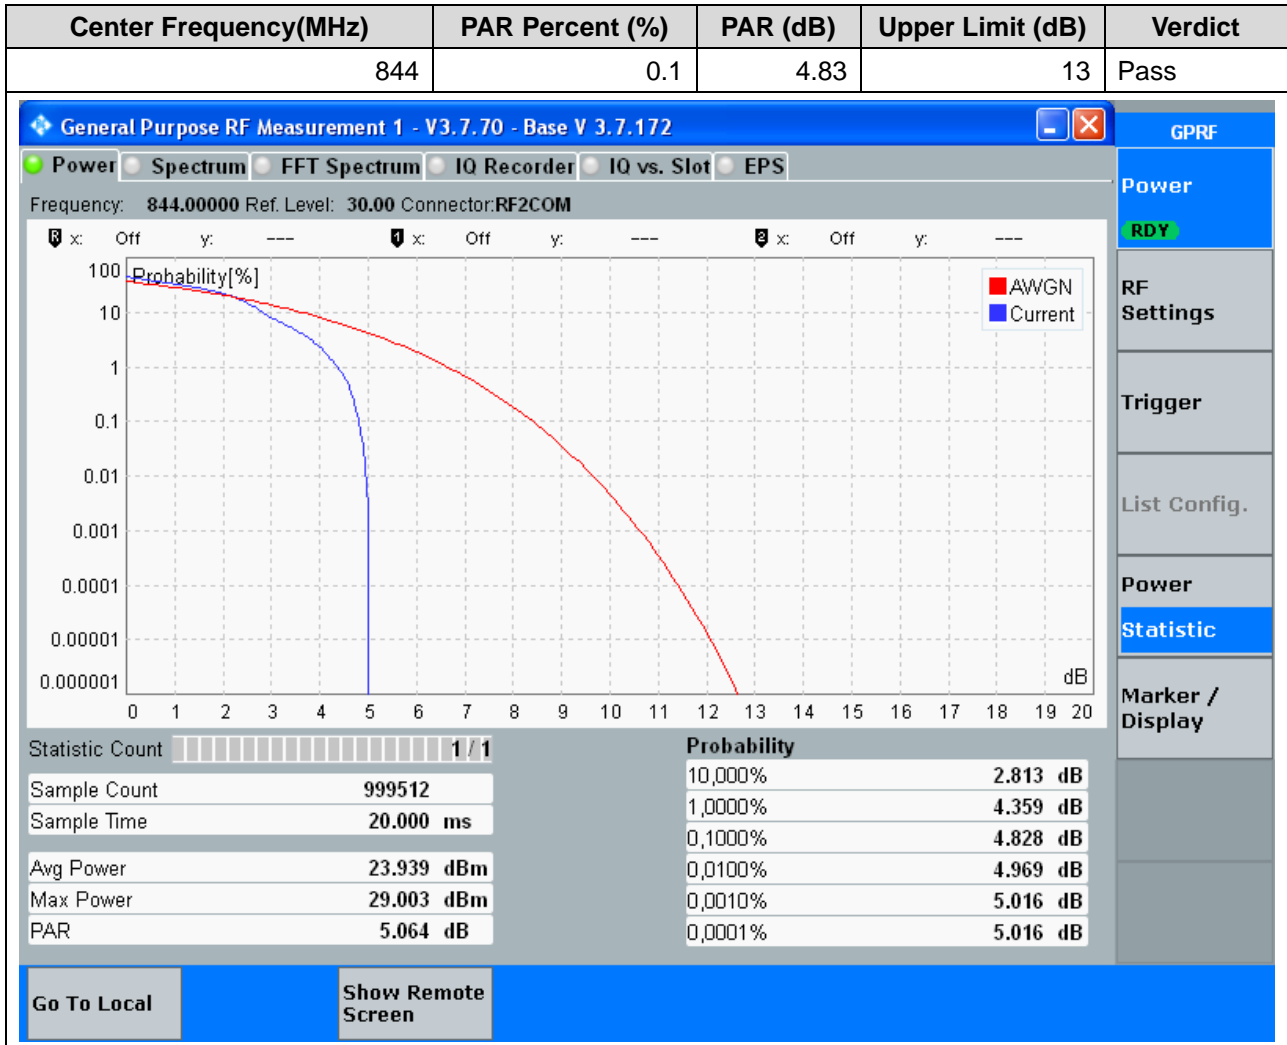 Center Frequency(MHz) PAR Percent (%) PAR (dB) Upper Limit (dB) Verdict
844 0.1 4.83 13 Pass
General Purpose RF Measurement 1 - V3.7.70 - Base V 3.7.172
GPRF
Power Spectrum FFT Spectrum IQ Recorder IQ vs. Slot EPS
Power
RDY
Frequency: 844.00000 Ref. Level: 30.00 Connector:RF2COM
R x: Off y: --- 1 x: Off y: --- 2 x: Off y: ---
Probability[%]
AWGN
Current
100
10
1
0.1
0.01
0.001
0.0001
0.00001
0.000001
dB
0 1 2 3 4 5 6 7 8 9 10 11 12 13 14 15 16 17 18 19 20
RF
Settings
Trigger
List Config.
Power
Statistic
Marker /
Display
Statistic Count 1 / 1
Sample Count 999512
Sample Time 20.000 ms
Avg Power 23.939 dBm
Max Power 29.003 dBm
PAR 5.064 dB
Probability
10,000% 2.813 dB
1,0000% 4.359 dB
0,1000% 4.828 dB
0,0100% 4.969 dB
0,0010% 5.016 dB
0,0001% 5.016 dB
Go To Local
Show Remote
Screen